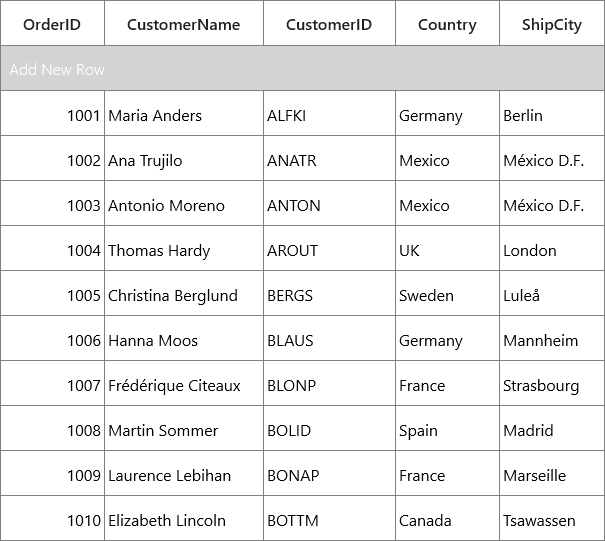 OrderID CustomerName CustomerID Country ShipCity
Add New Row
1001 Maria Anders ALFKI Germany Berlin
1002 Ana Trujilo ANATR Mexico México D.F.
1003 Antonio Moreno ANTON Mexico México D.F.
1004 Thomas Hardy AROUT UK London
1005 Christina Berglund BERGS Sweden Luleå
1006 Hanna Moos BLAUS Germany Mannheim
1007 Frédérique Citeaux BLONP France Strasbourg
1008 Martin Sommer BOLID Spain Madrid
1009 Laurence Lebihan BONAP France Marseille
1010 Elizabeth Lincoln BOTTM Canada Tsawassen